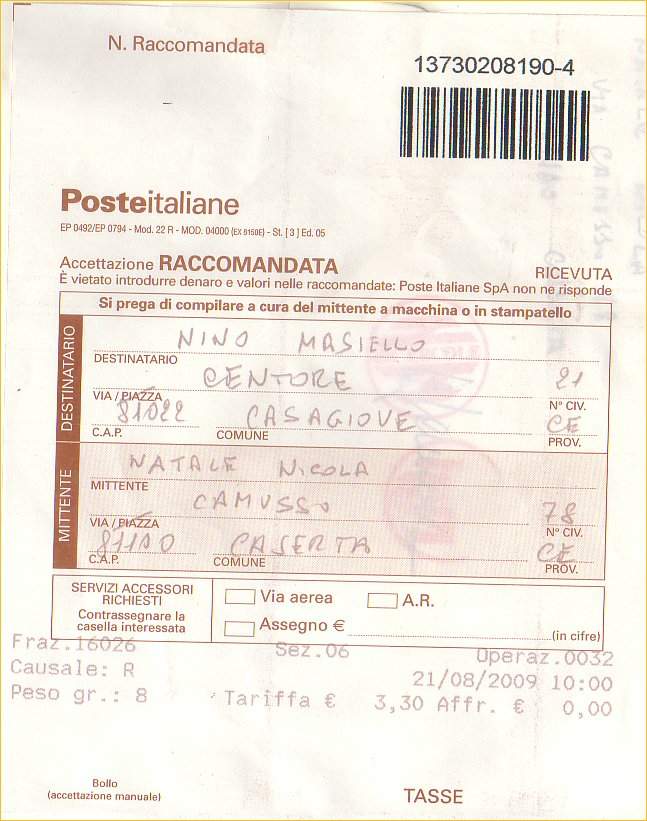 N. Raccomandata
13730208190-4
Posteitaliane
EP 0492/EP 0794 - Mod. 22 R - MOD. 04000 (EX 8150E) - St. [3] Ed. 05
Accettazione RACCOMANDATA
RICEVUTA
È vietato introdurre denaro e valori nelle raccomandate: Poste Italiane SpA non ne risponde
Si prega di compilare a cura del mittente a macchina o in stampatello
DESTINATARIO
NINO MASIELLO
DESTINATARIO
CENTORE 21
VIA / PIAZZA N° CIV.
81022 CASAGIOVE CE
C.A.P. COMUNE PROV.
MITTENTE
NATALE NICOLA
MITTENTE
CAMUSSO 78
VIA / PIAZZA N° CIV.
81100 CASERTA CE
C.A.P. COMUNE PROV.
SERVIZI ACCESSORI
RICHIESTI
Contrassegnare la
casella interessata
Via aerea A.R.
Assegno € (in cifre)
Fraz.16026 Sez.06 Operaz.0032
Causale: R 21/08/2009 10:00
Peso gr.: 8 Tariffa € 3,30 Affr. € 0,00
Bollo
(accettazione manuale)
TASSE